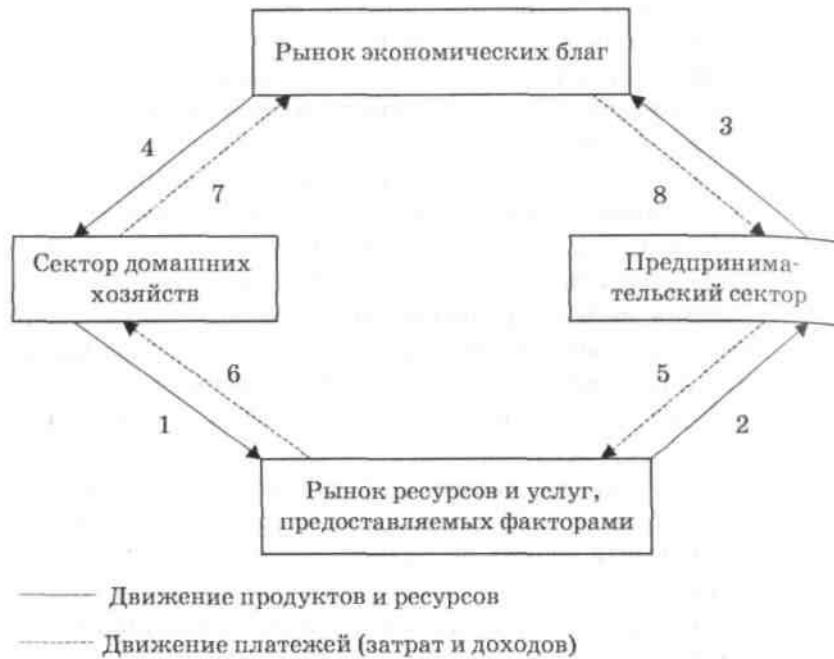 Рынок экономических благ
4
3
7
8
Сектор домашних
хозяйств
Предпринима-
тельский сектор
6
5
1
2
Рынок ресурсов и услуг,
предоставляемых факторами
Движение продуктов и ресурсов
Движение платежей (затрат и доходов)